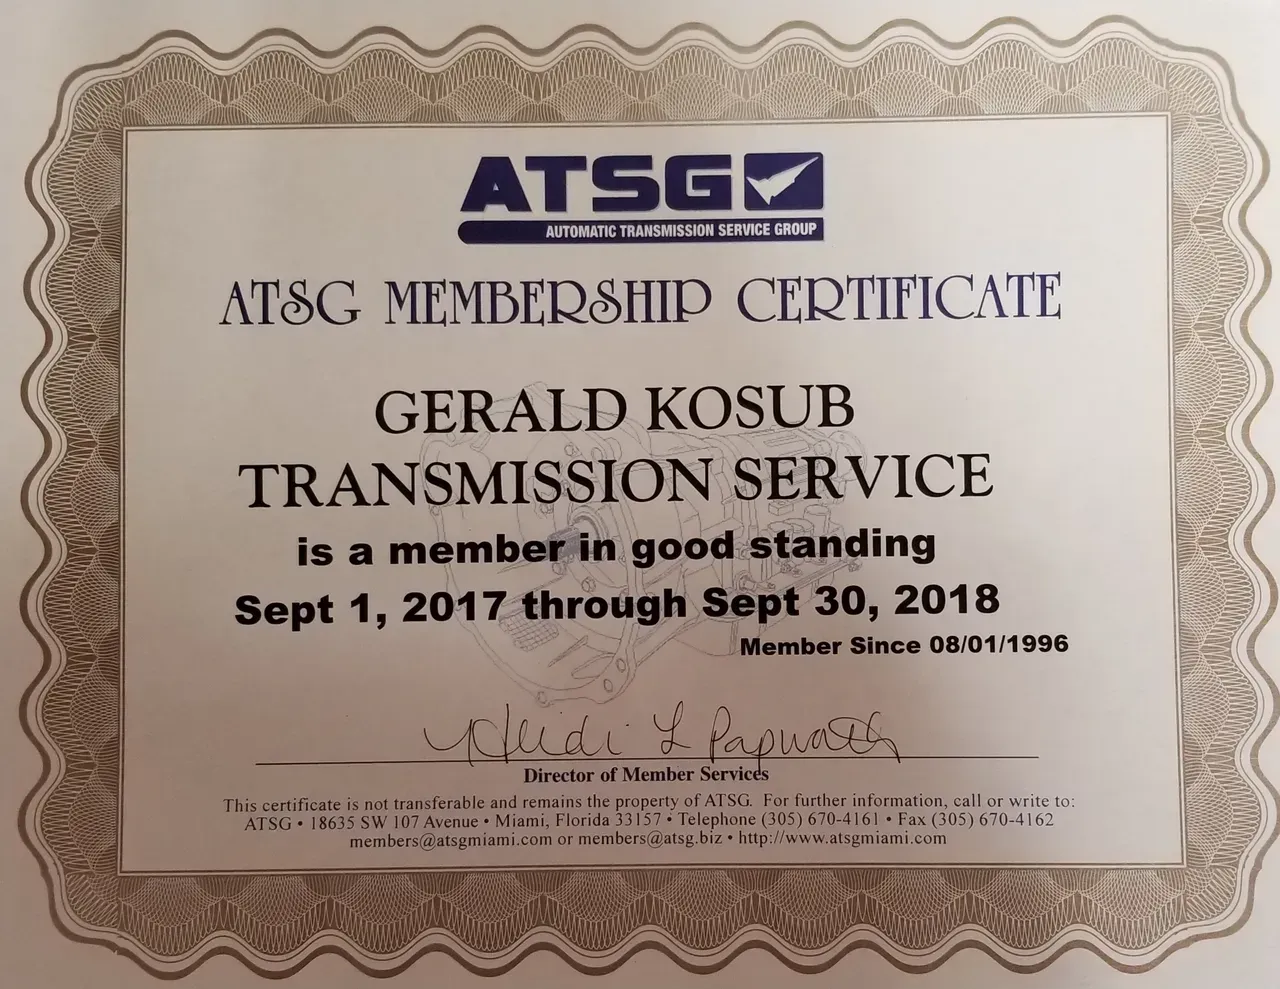 ATSG
AUTOMATIC TRANSMISSION SERVICE GROUP
ATSG MEMBERSHIP CERTIFICATE
GERALD KOSUB
TRANSMISSION SERVICE
is a member in good standing
Sept 1, 2017 through Sept 30, 2018
Member Since 08/01/1996
Heidi L Papworth
Director of Member Services
This certificate is not transferable and remains the property of ATSG. For further information, call or write to:
ATSG • 18635 SW 107 Avenue • Miami, Florida 33157 • Telephone (305) 670-4161 • Fax (305) 670-4162
members@atsgmiami.com or members@atsg.biz • http://www.atsgmiami.com